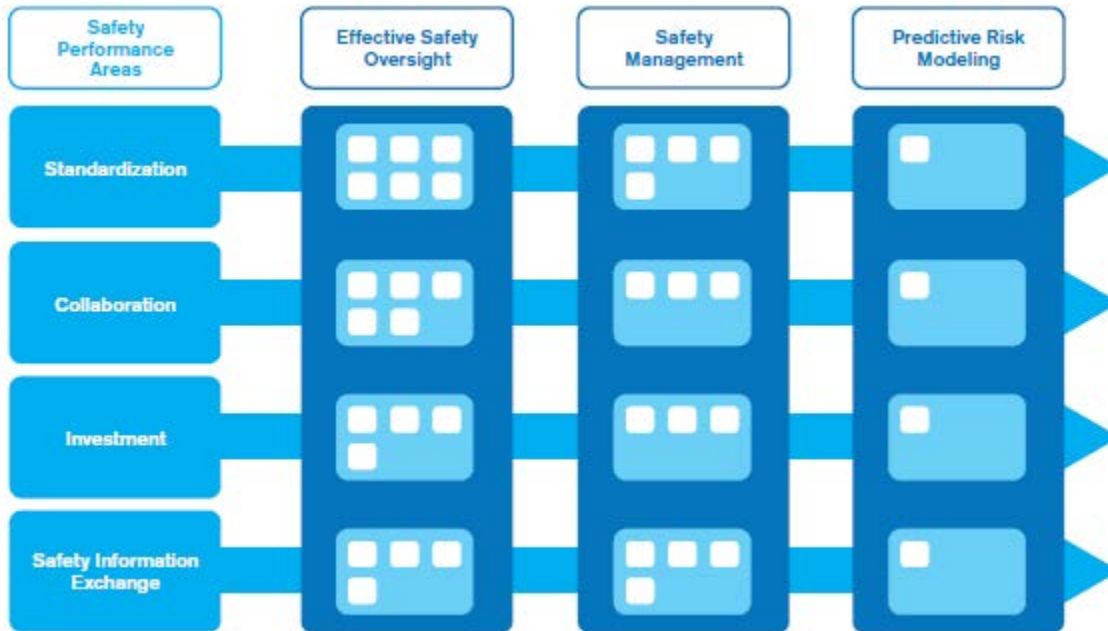 Safety
Performance
Areas
Effective Safety
Oversight
Safety
Management
Predictive Risk
Modeling
Standardization
Collaboration
Investment
Safety Information
Exchange